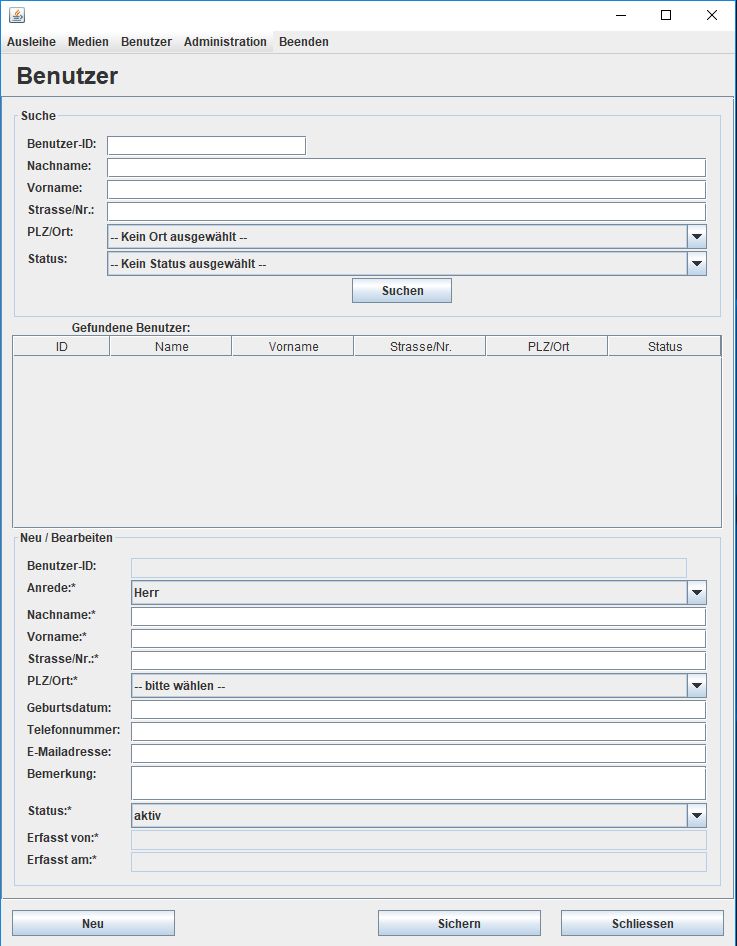 Ausleihe Medien Benutzer Administration Beenden
Benutzer
Suche
Benutzer-ID:
Nachname:
Vorname:
Strasse/Nr.:
PLZ/Ort: -- Kein Ort ausgewählt --
Status: -- Kein Status ausgewählt --
Suchen
Gefundene Benutzer:
ID Name Vorname Strasse/Nr. PLZ/Ort Status
Neu / Bearbeiten
Benutzer-ID:
Anrede:* Herr
Nachname:*
Vorname:*
Strasse/Nr.:*
PLZ/Ort:* -- bitte wählen --
Geburtsdatum:
Telefonnummer:
E-Mailadresse:
Bemerkung:
Status:* aktiv
Erfasst von:*
Erfasst am:*
Neu Sichern Schliessen